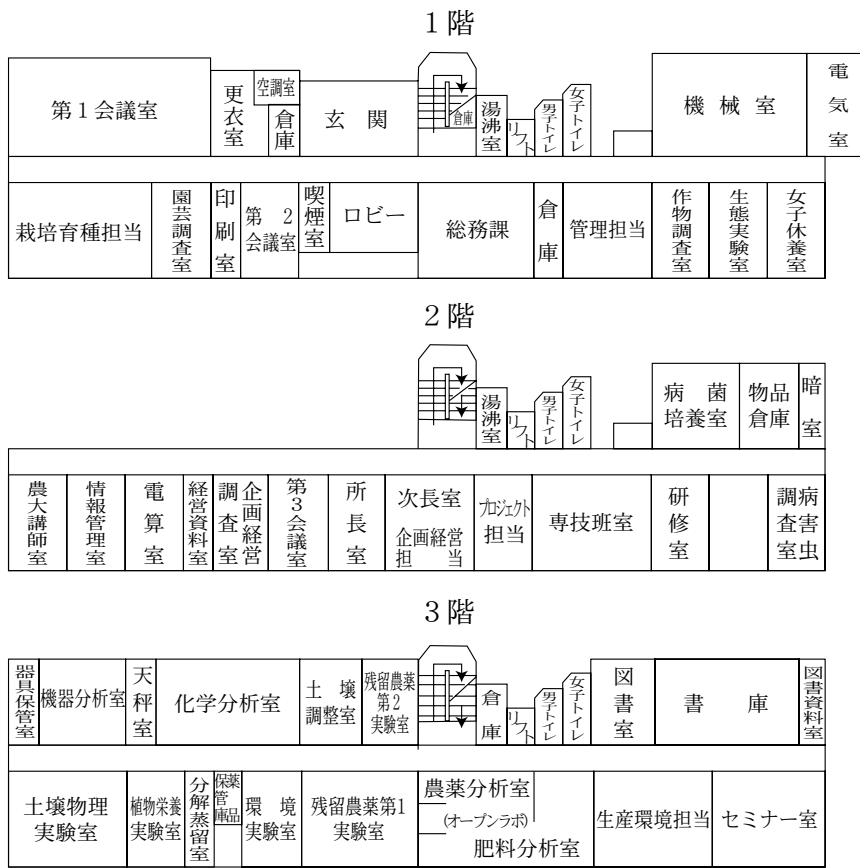 1階
第1会議室
更衣室
空調室
倉庫
玄関
倉庫
湯沸室
リフト
男子トイレ
女子トイレ
機械室
電気室
栽培育種担当
園芸調査室
印刷室
第2
会議室
喫煙室
ロビー
総務課
倉庫
管理担当
作物調査室
生態実験室
女子休養室
2階
湯沸室
リフト
男子トイレ
女子トイレ
病菌
培養室
物品
倉庫
暗室
農大講師室
情報管理室
電算室
経営資料室
企画経営
調査室
第3会議室
所長室
次長室
企画経営
担当
プロジェクト
担当
専技班室
研修室
病害虫
調査室
3階
器具保管室
機器分析室
天秤室
化学分析室
土壌
調整室
残留農薬
第2
実験室
倉庫
リフト
男子トイレ
女子トイレ
図書室
書庫
図書資料室
土壌物理
実験室
植物栄養
実験室
分解蒸留室
薬品
保管庫
環境
実験室
残留農薬第1
実験室
農薬分析室
(オープンラボ)
肥料分析室
生産環境担当
セミナー室